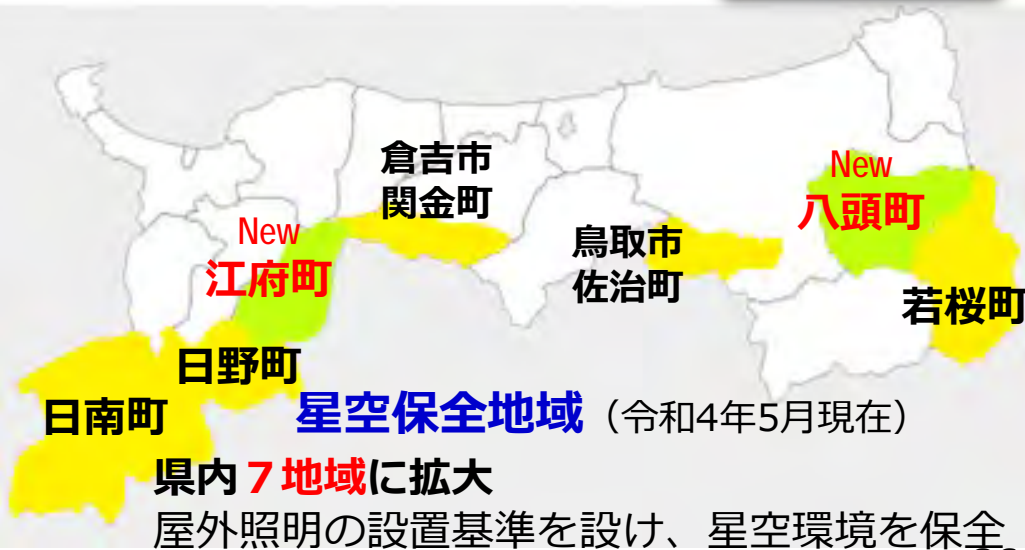 倉吉市
関金町
New
八頭町
New
江府町
鳥取市
佐治町
若桜町
日野町
日南町
星空保全地域（令和4年5月現在）
県内７地域に拡大
屋外照明の設置基準を設け、星空環境を保全